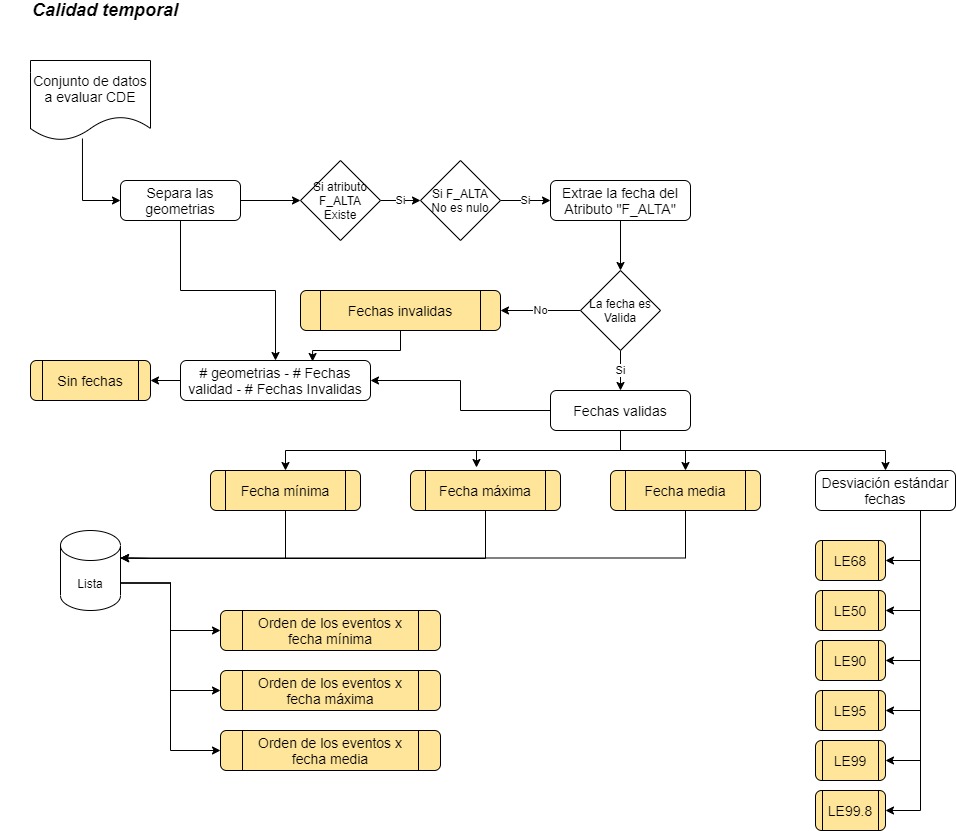 Calidad temporal
Conjunto de datos
a evaluar CDE
Separa las
geometrias
Si atributo
F_ALTA
Existe
Si
Si F_ALTA
No es nulo
Si
Extrae la fecha del
Atributo "F_ALTA"
La fecha es
Valida
No
Fechas invalidas
Si
Sin fechas
# geometrias - # Fechas
validad - # Fechas Invalidas
Fechas validas
Fecha mínima
Fecha máxima
Fecha media
Desviación estándar
fechas
Lista
LE68
LE50
LE90
LE95
LE99
LE99.8
Orden de los eventos x
fecha mínima
Orden de los eventos x
fecha máxima
Orden de los eventos x
fecha media